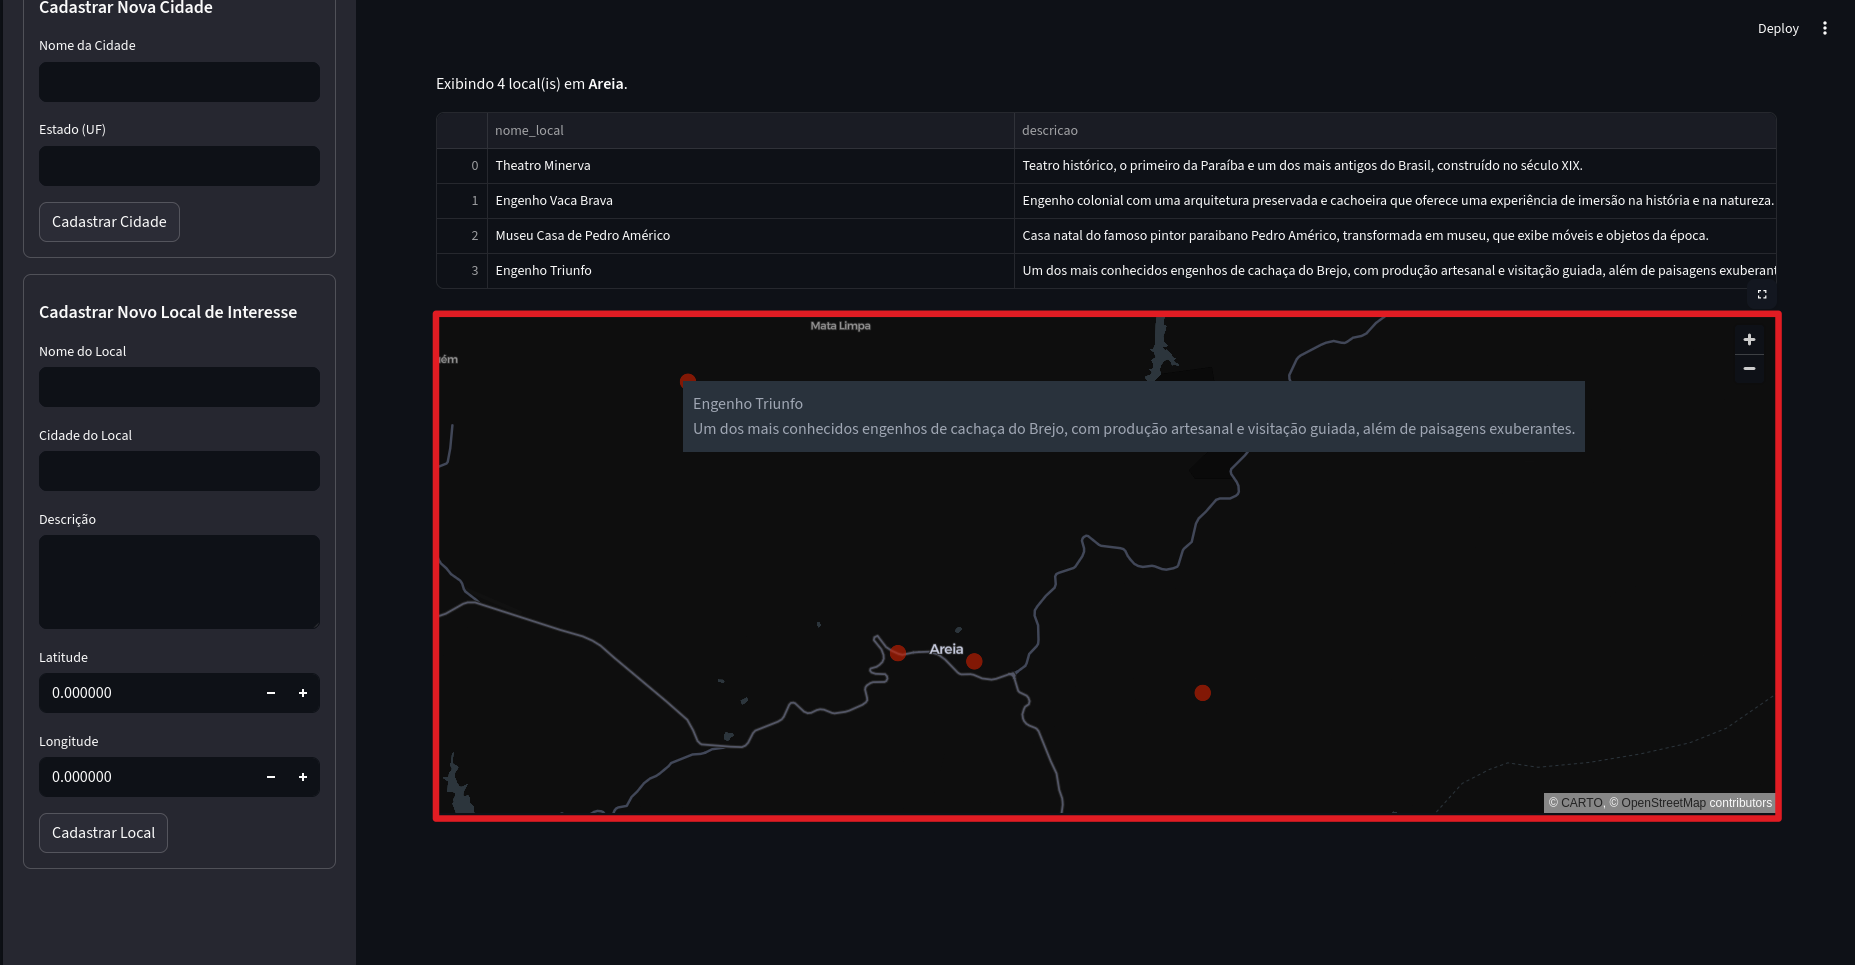 Cadastrar Nova Cidade
Nome da Cidade
Estado (UF)
Cadastrar Cidade
Cadastrar Novo Local de Interesse
Nome do Local
Cidade do Local
Descrição
Latitude
0.000000
Longitude
0.000000
Cadastrar Local
Deploy
Exibindo 4 local(is) em Areia.
nome_local descricao
0 Theatro Minerva Teatro histórico, o primeiro da Paraíba e um dos mais antigos do Brasil, construído no século XIX.
1 Engenho Vaca Brava Engenho colonial com uma arquitetura preservada e cachoeira que oferece uma experiência de imersão na história e na natureza.
2 Museu Casa de Pedro Américo Casa natal do famoso pintor paraibano Pedro Américo, transformada em museu, que exibe móveis e objetos da época.
3 Engenho Triunfo Um dos mais conhecidos engenhos de cachaça do Brejo, com produção artesanal e visitação guiada, além de paisagens exuberant
Mata Limpa
ém
Engenho Triunfo
Um dos mais conhecidos engenhos de cachaça do Brejo, com produção artesanal e visitação guiada, além de paisagens exuberantes.
Areia
© CARTO, © OpenStreetMap contributors